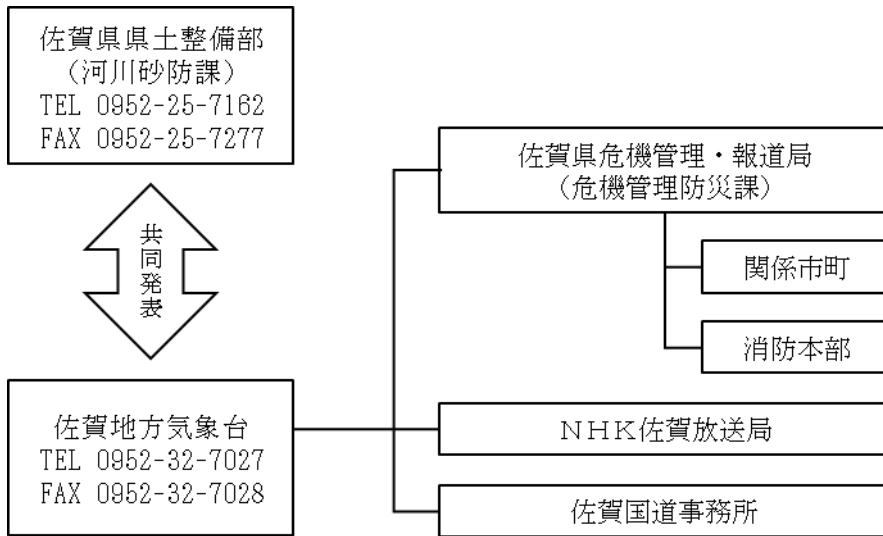 佐賀県県土整備部
（河川砂防課）
TEL 0952-25-7162
FAX 0952-25-7277
共同発表
佐賀地方気象台
TEL 0952-32-7027
FAX 0952-32-7028
佐賀県危機管理・報道局
（危機管理防災課）
関係市町
消防本部
ＮＨＫ佐賀放送局
佐賀国道事務所